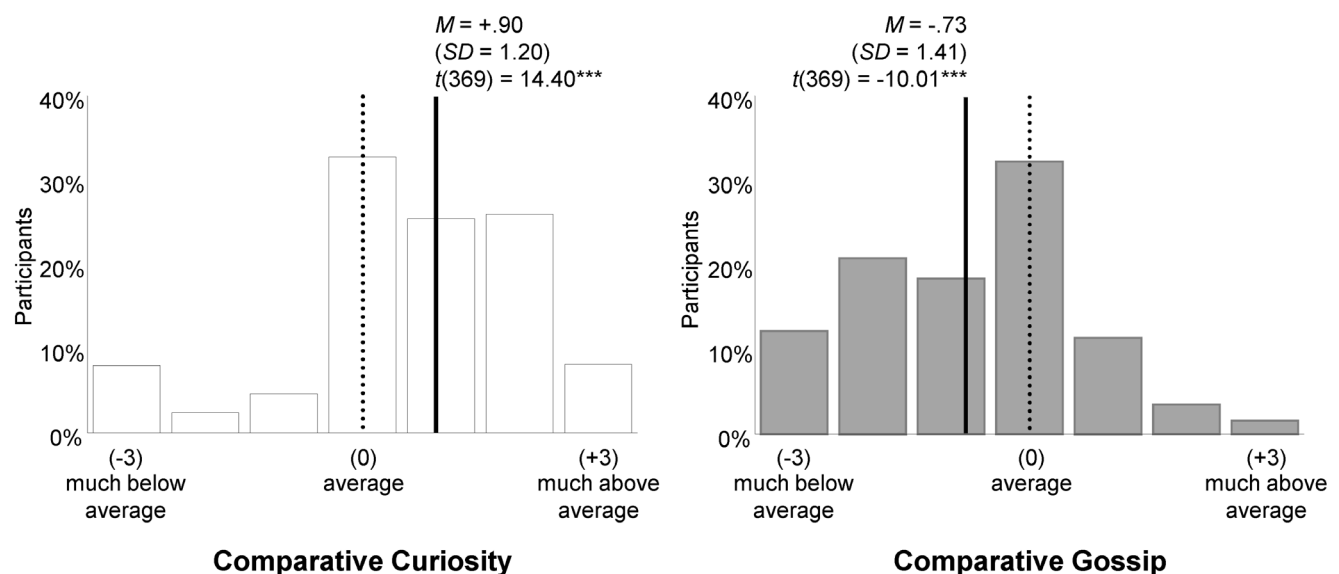 M = +.90
(SD = 1.20)
t(369) = 14.40***
40%
30%
20%
10%
0%
Participants
(-3)
much below
average
(0)
average
(+3)
much above
average
Comparative Curiosity
M = -.73
(SD = 1.41)
t(369) = -10.01***
40%
30%
20%
10%
0%
Participants
(-3)
much below
average
(0)
average
(+3)
much above
average
Comparative Gossip